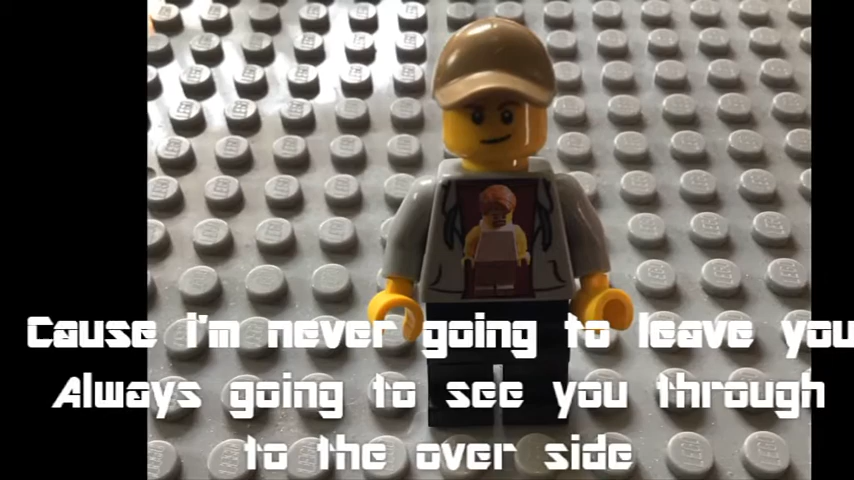 Cause i'm never going to leave you
Always going to see you through
to the over side